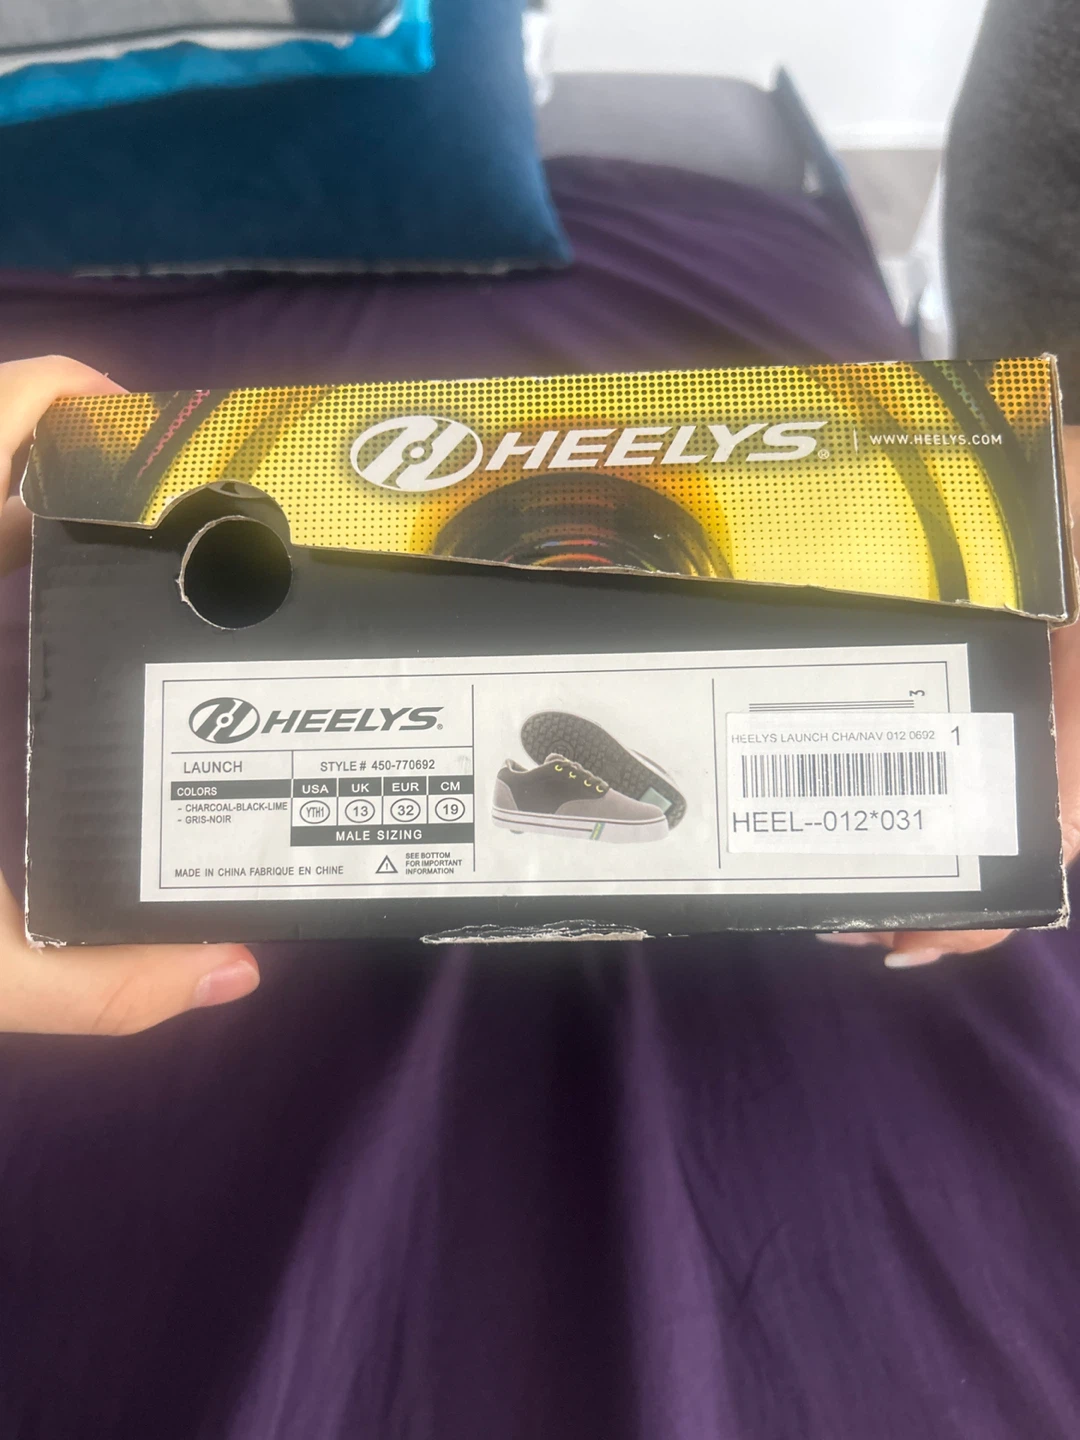 HEELYS® | WWW.HEELYS.COM
HEELYS®
LAUNCH
STYLE# 450-770692
COLORS
- CHARCOAL-BLACK-LIME
- GRIS-NOIR
USA UK EUR CM
YTH1 13 32 19
MALE SIZING
MADE IN CHINA FABRIQUE EN CHINE
SEE BOTTOM
FOR IMPORTANT
INFORMATION
3
HEELYS LAUNCH CHA/NAV 012 0692 1
HEEL--012*031